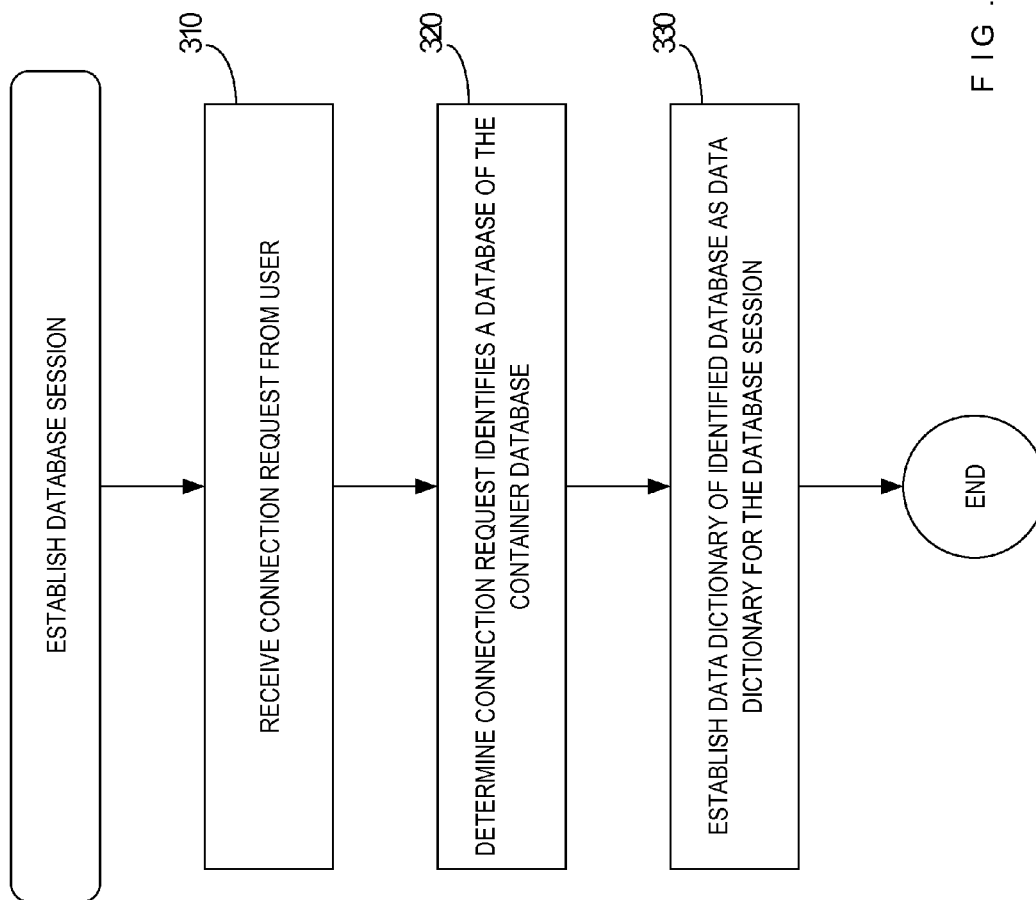 ESTABLISH DATABASE SESSION
310
RECEIVE CONNECTION REQUEST FROM USER
320
DETERMINE CONNECTION REQUEST IDENTIFIES A DATABASE OF THE
CONTAINER DATABASE
330
ESTABLISH DATA DICTIONARY OF IDENTIFIED DATABASE AS DATA
DICTIONARY FOR THE DATABASE SESSION
END
FIG.